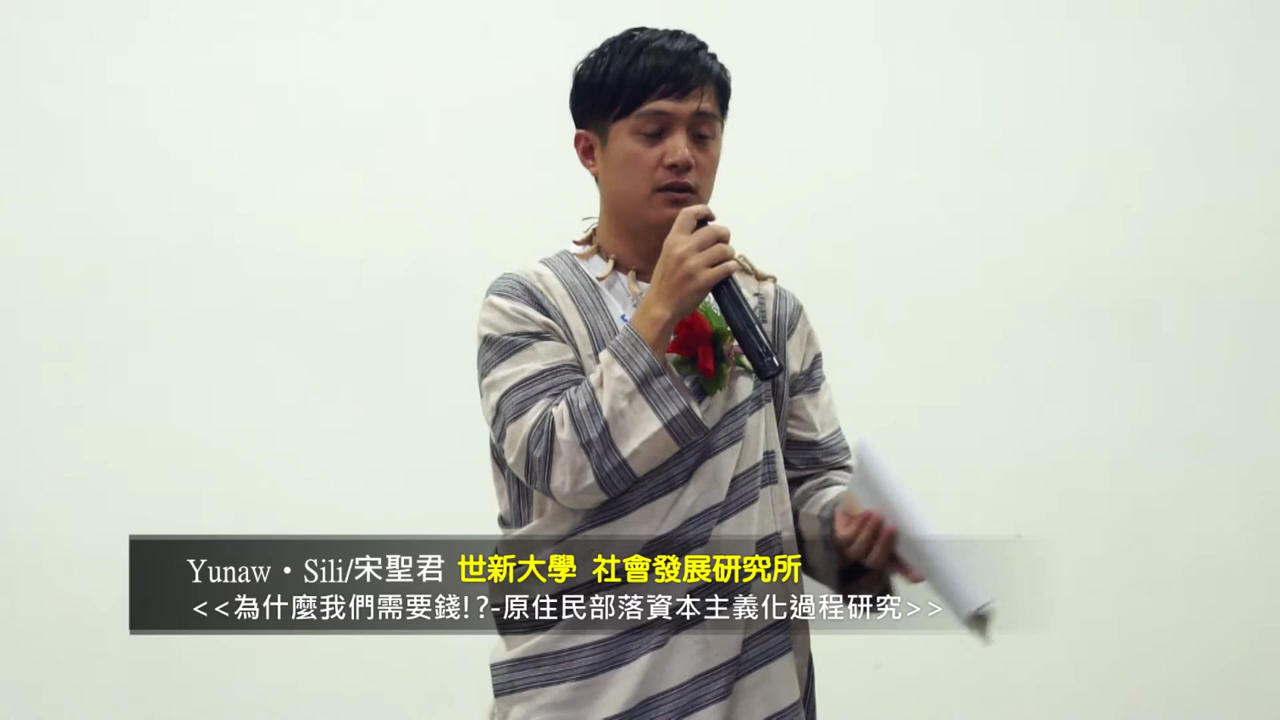 Yunaw・Sili/宋聖君 世新大學 社會發展研究所
<<為什麼我們需要錢!?-原住民部落資本主義化過程研究>>